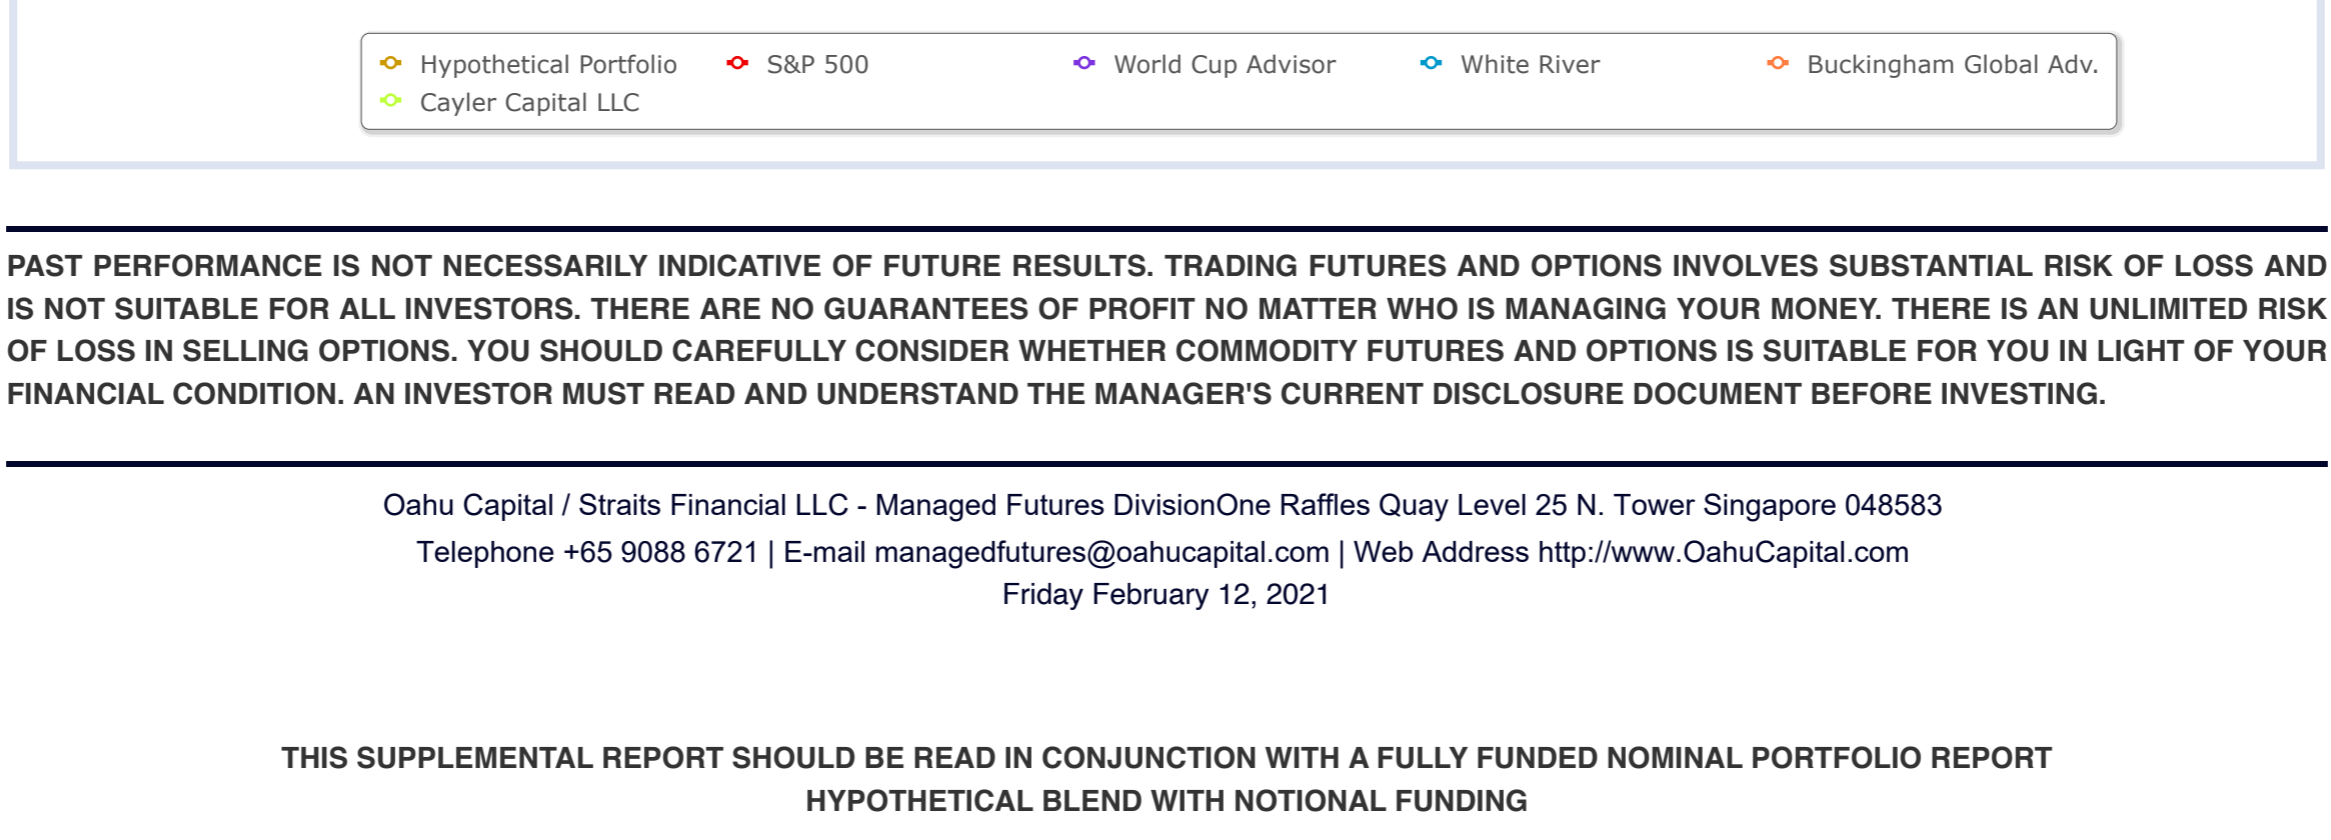 Hypothetical Portfolio S&P 500 World Cup Advisor White River Buckingham Global Adv.
Cayler Capital LLC
PAST PERFORMANCE IS NOT NECESSARILY INDICATIVE OF FUTURE RESULTS. TRADING FUTURES AND OPTIONS INVOLVES SUBSTANTIAL RISK OF LOSS AND
IS NOT SUITABLE FOR ALL INVESTORS. THERE ARE NO GUARANTEES OF PROFIT NO MATTER WHO IS MANAGING YOUR MONEY. THERE IS AN UNLIMITED RISK
OF LOSS IN SELLING OPTIONS. YOU SHOULD CAREFULLY CONSIDER WHETHER COMMODITY FUTURES AND OPTIONS IS SUITABLE FOR YOU IN LIGHT OF YOUR
FINANCIAL CONDITION. AN INVESTOR MUST READ AND UNDERSTAND THE MANAGER'S CURRENT DISCLOSURE DOCUMENT BEFORE INVESTING.
Oahu Capital / Straits Financial LLC - Managed Futures DivisionOne Raffles Quay Level 25 N. Tower Singapore 048583
Telephone +65 9088 6721 | E-mail managedfutures@oahucapital.com | Web Address http://www.OahuCapital.com
Friday February 12, 2021
THIS SUPPLEMENTAL REPORT SHOULD BE READ IN CONJUNCTION WITH A FULLY FUNDED NOMINAL PORTFOLIO REPORT
HYPOTHETICAL BLEND WITH NOTIONAL FUNDING